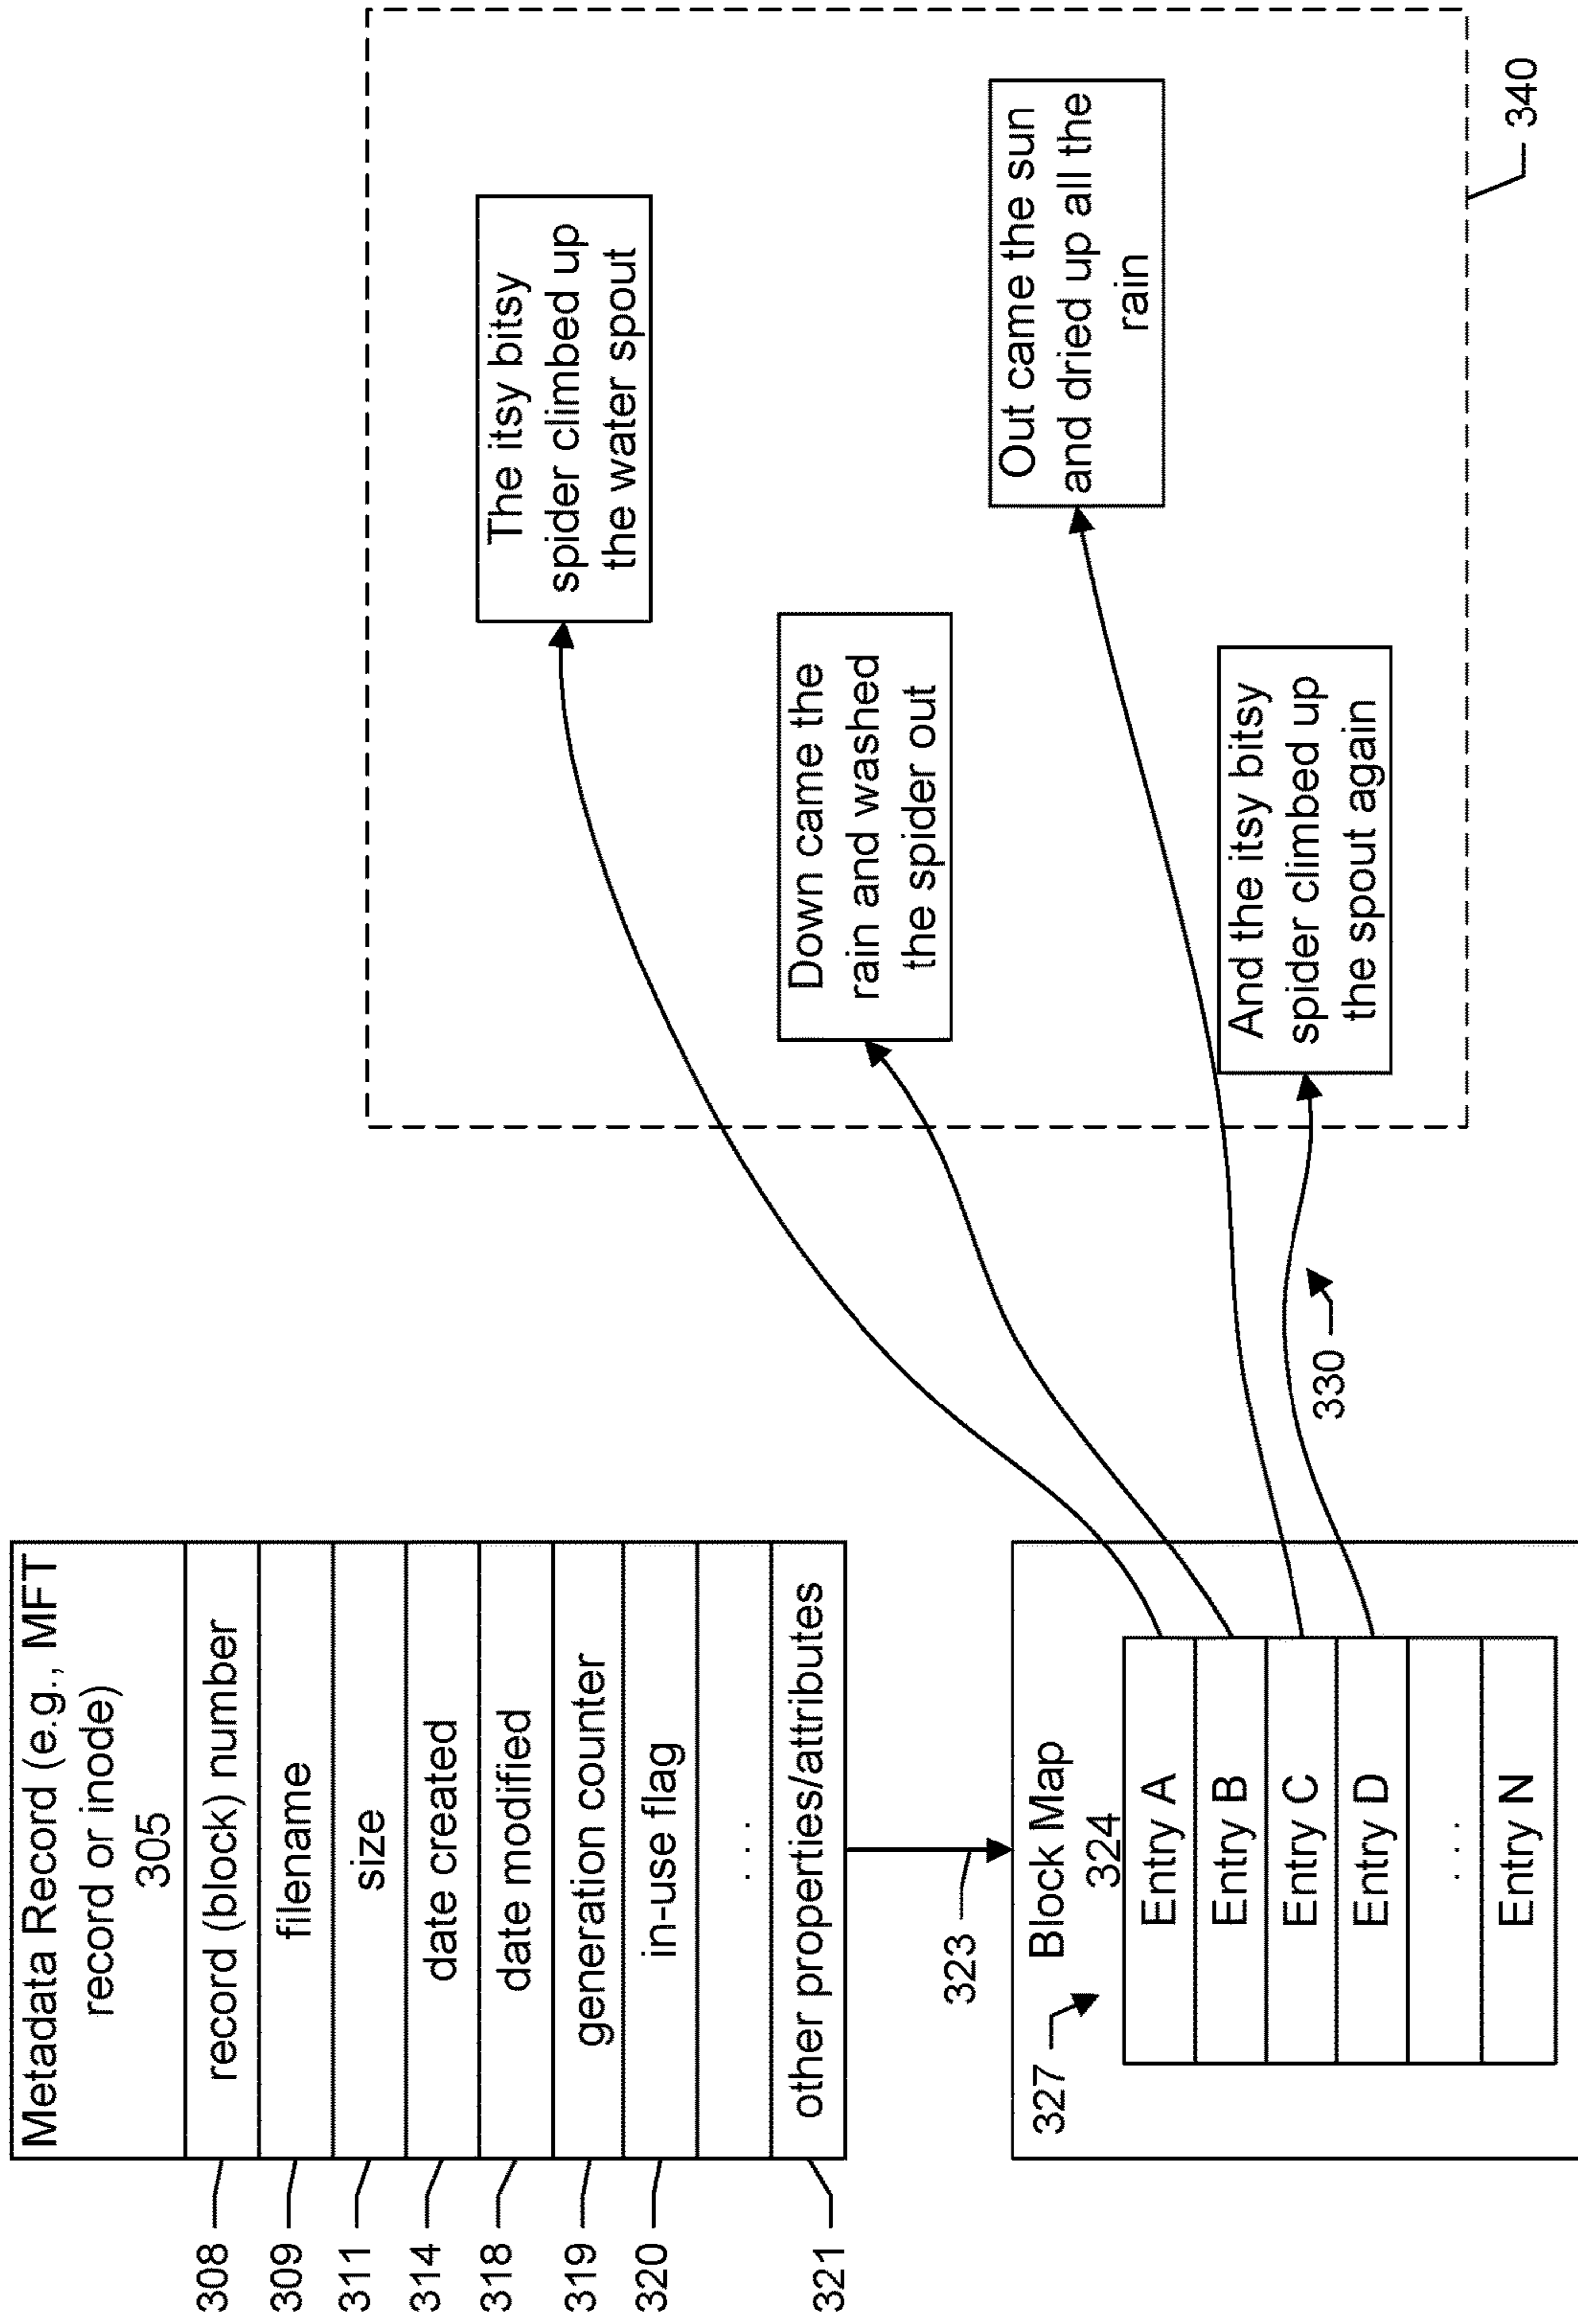 Metadata Record (e.g., MFT
record or inode)
305
308
record (block) number
309
filename
311
size
314
date created
318
date modified
319
generation counter
320
in-use flag
. . .
321
other properties/attributes
323
327
Block Map
324
Entry A
Entry B
Entry C
Entry D
. . .
Entry N
330
The itsy bitsy
spider climbed up
the water spout
Down came the
rain and washed
the spider out
Out came the sun
and dried up all the
rain
And the itsy bitsy
spider climbed up
the spout again
340